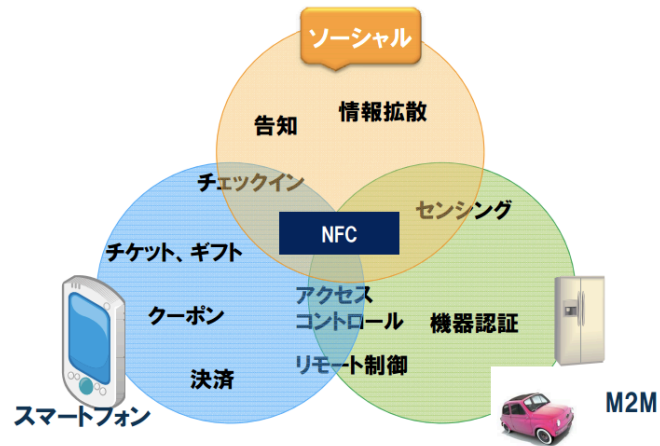 ソーシャル
告知
情報拡散
チェックイン
センシング
NFC
チケット、ギフト
アクセス
コントロール
クーポン
機器認証
リモート制御
決済
スマートフォン
M2M